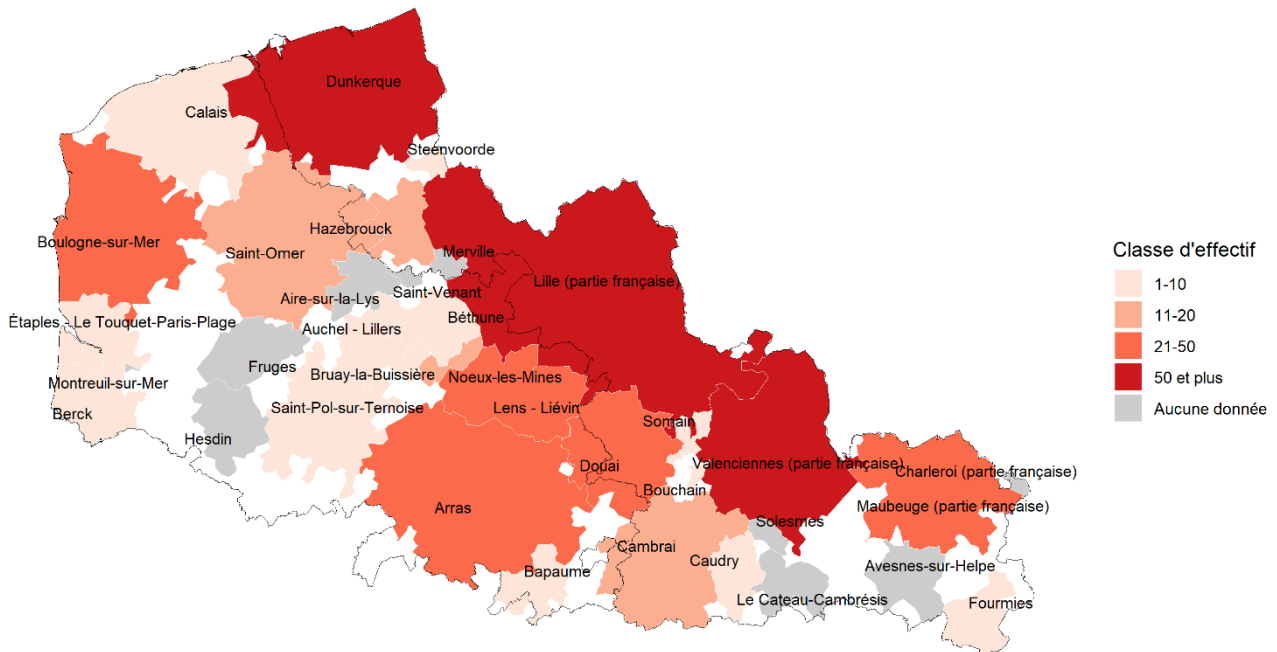 Dunkerque
Calais
Steenvoorde
Hazebrouck
Boulogne-sur-Mer
Saint-Omer
Merville
Lille (partie française)
Saint-Venant
Aire-sur-la-Lys
Étaples - Le Touquet-Paris-Plage
Auchel - Lillers
Béthune
Fruges
Bruay-la-Buissière
Noeux-les-Mines
Montreuil-sur-Mer
Berck
Saint-Pol-sur-Ternoise
Lens - Liévin
Hesdin
Somain
Douai
Valenciennes (partie française)
Charleroi (partie française)
Bouchain
Arras
Maubeuge (partie française)
Solesmes
Cambrai
Caudry
Bapaume
Avesnes-sur-Helpe
Le Cateau-Cambrésis
Fourmies
Classe d'effectif
1-10
11-20
21-50
50 et plus
Aucune donnée